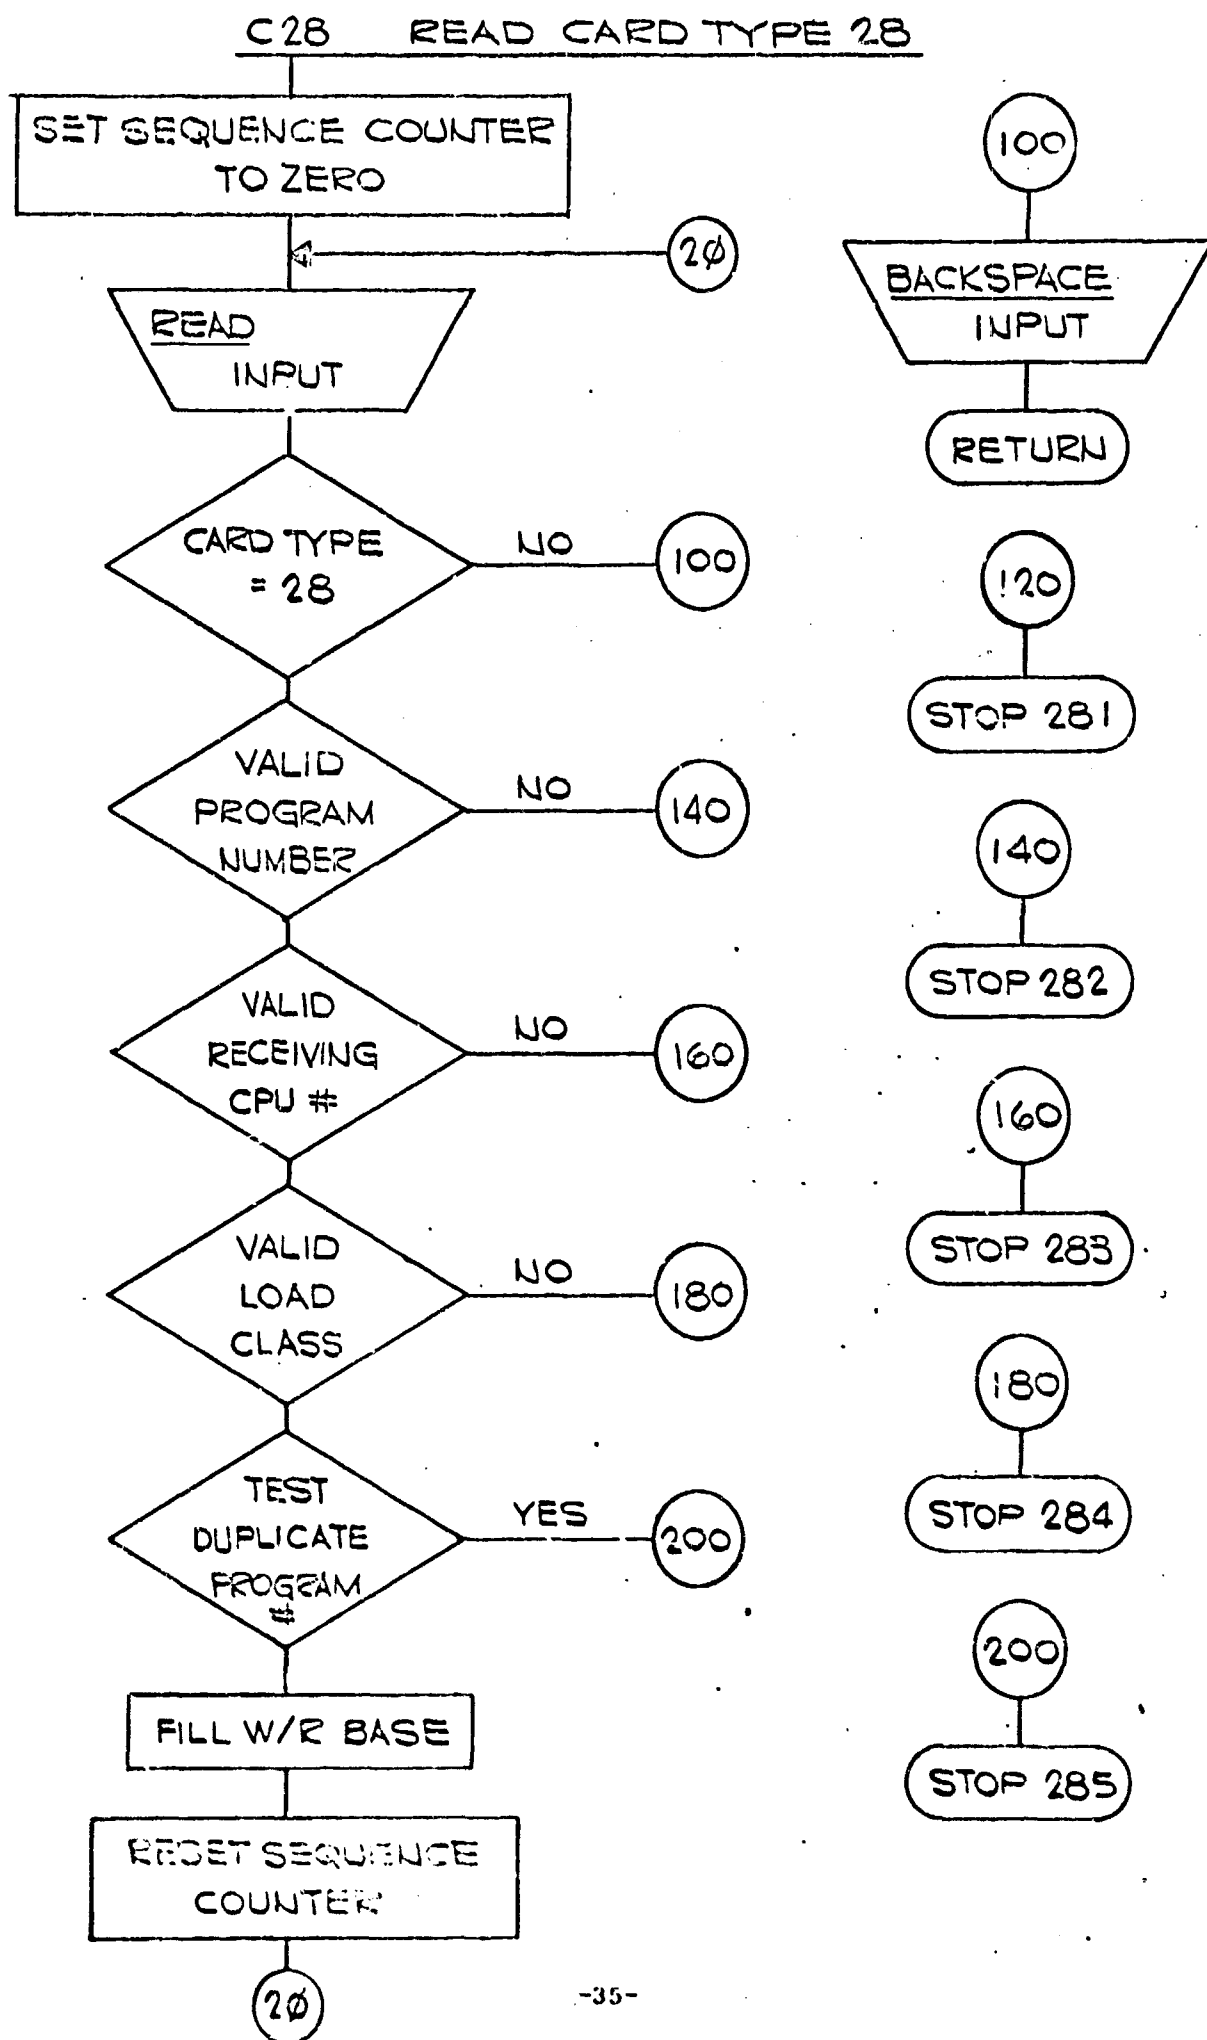 C28 READ CARD TYPE 28
SET SEQUENCE COUNTER
TO ZERO
2Ø
READ
INPUT
CARD TYPE
= 28
NO
100
VALID
PROGRAM
NUMBER
NO
140
VALID
RECEIVING
CPU #
NO
160
VALID
LOAD
CLASS
NO
180
TEST
DUPLICATE
PROGRAM
#
YES
200
FILL W/R BASE
RESET SEQUENCE
COUNTER
2Ø
100
BACKSPACE
INPUT
RETURN
120
STOP 281
140
STOP 282
160
STOP 283
180
STOP 284
200
STOP 285
-35-